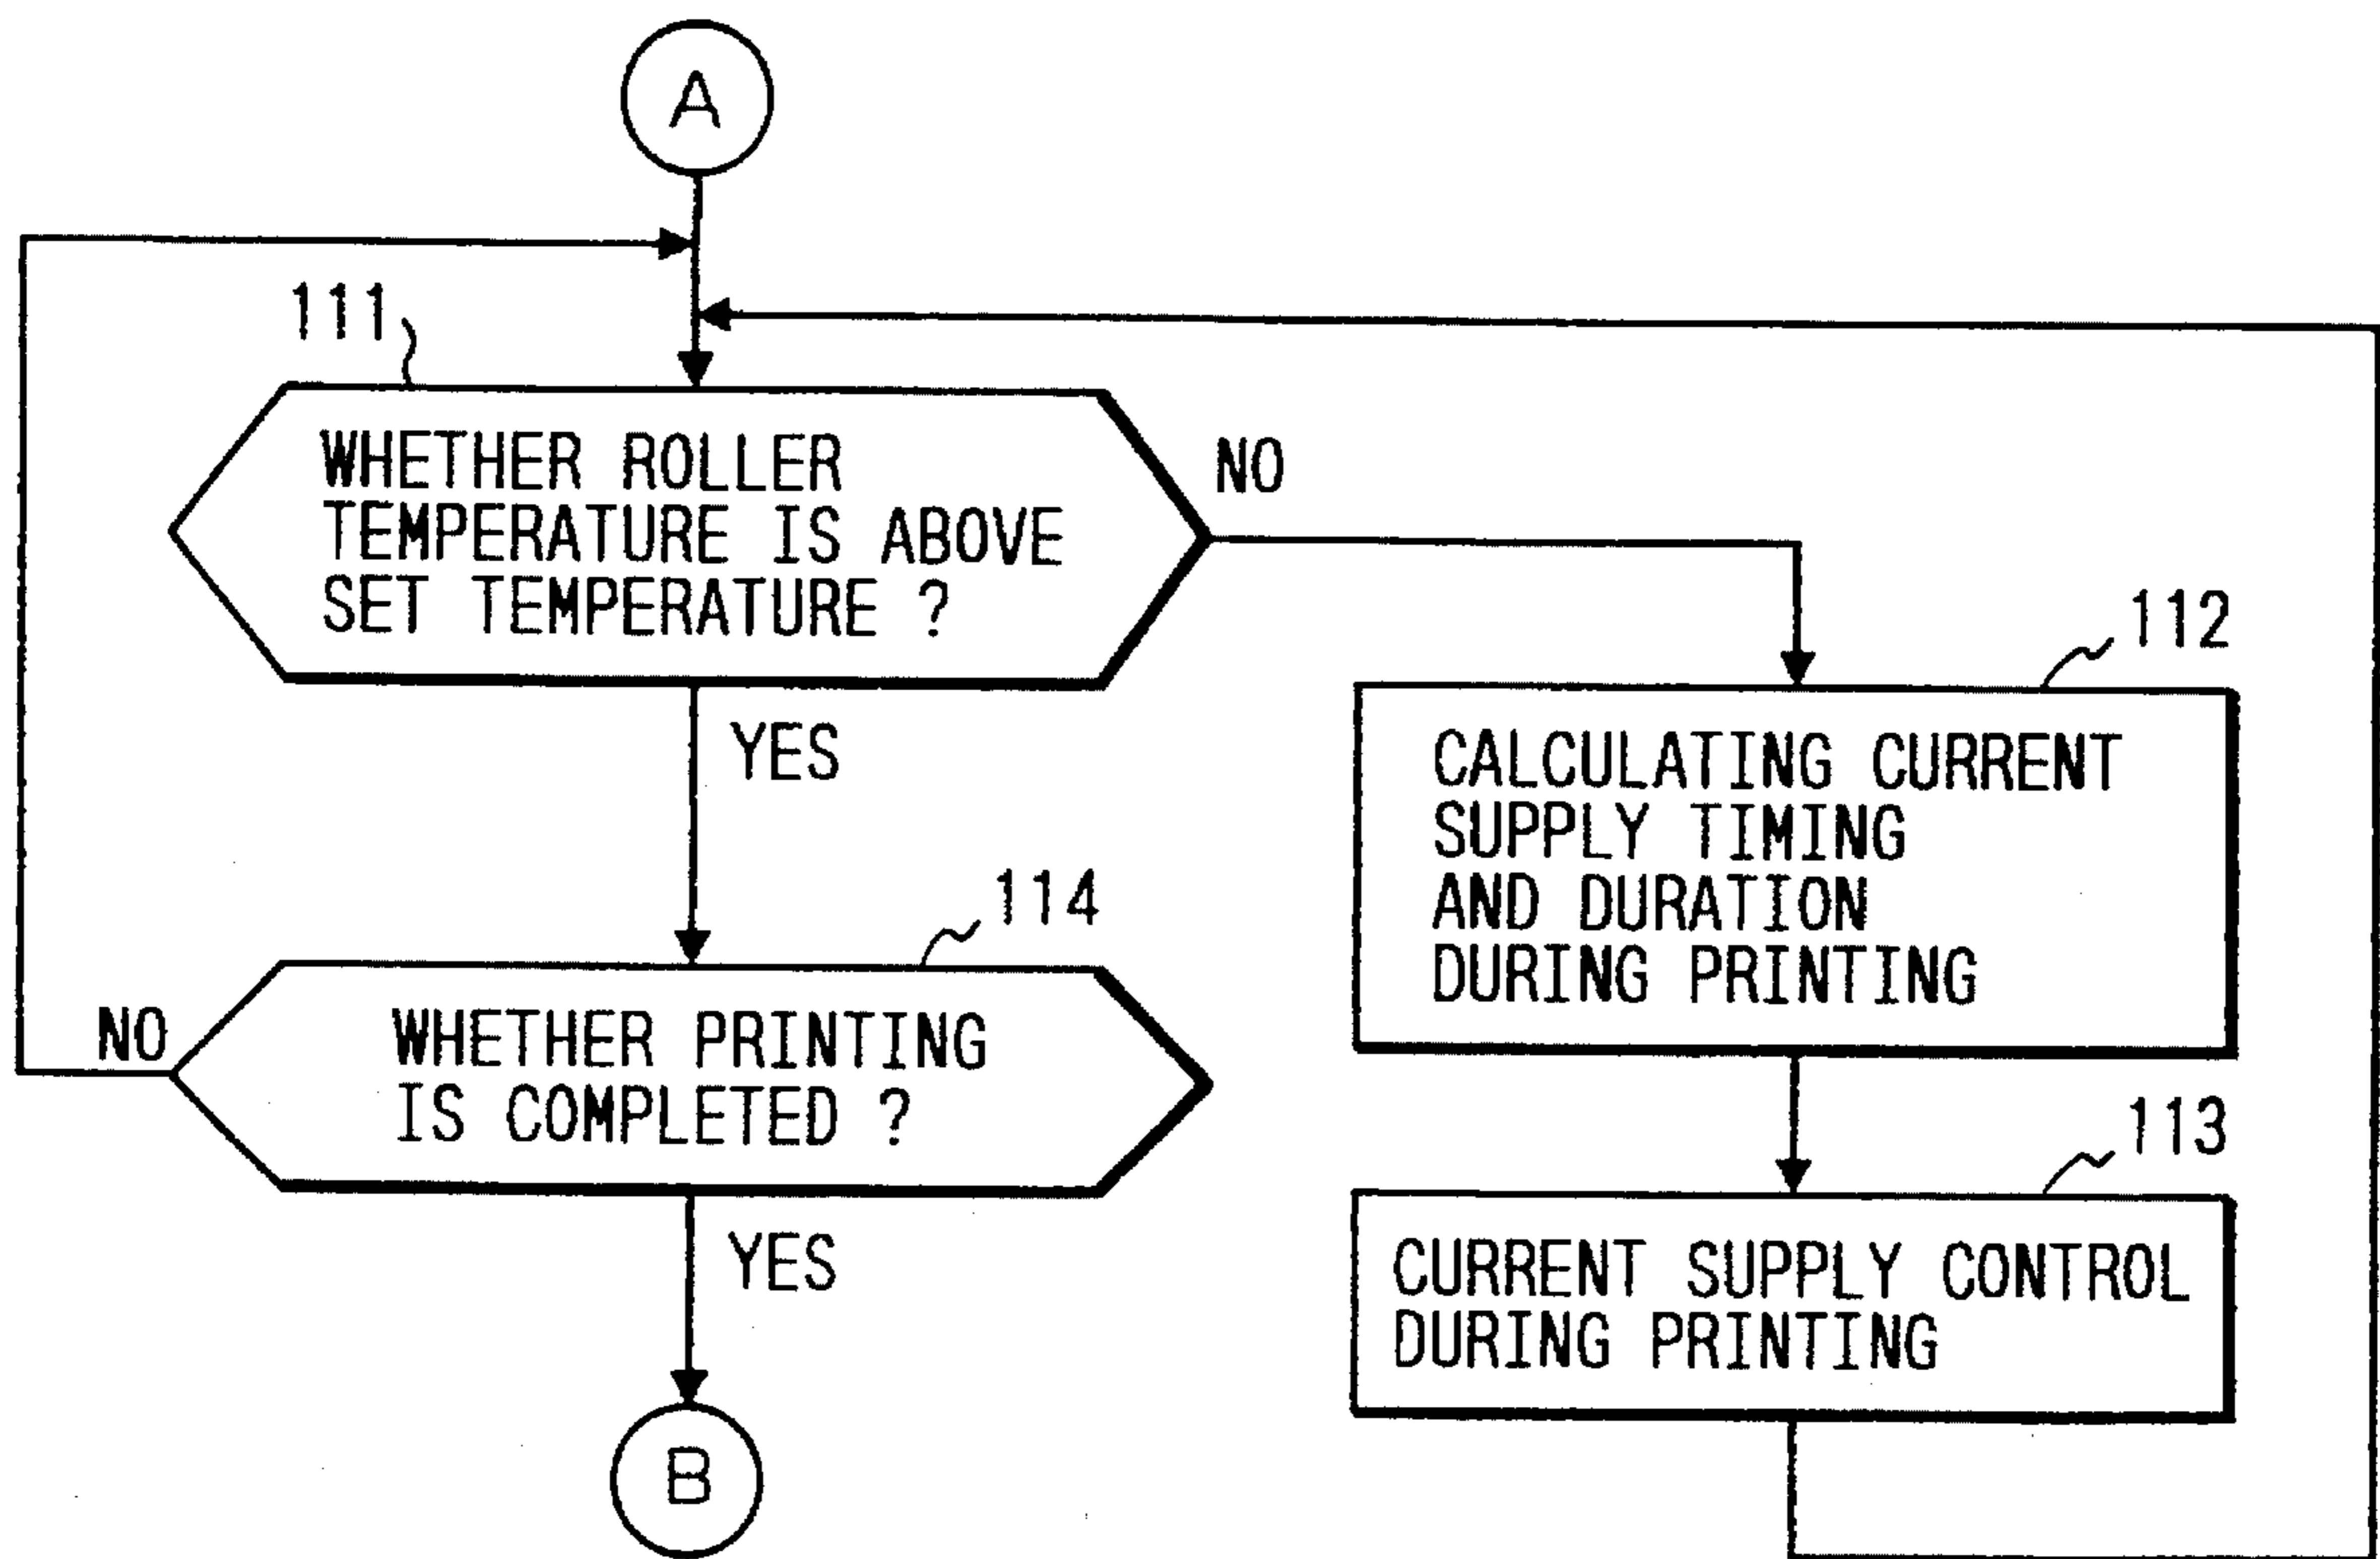 A
111
WHETHER ROLLER
TEMPERATURE IS ABOVE
SET TEMPERATURE ?
NO
YES
112
CALCULATING CURRENT
SUPPLY TIMING
AND DURATION
DURING PRINTING
114
WHETHER PRINTING
IS COMPLETED ?
NO
YES
113
CURRENT SUPPLY CONTROL
DURING PRINTING
B